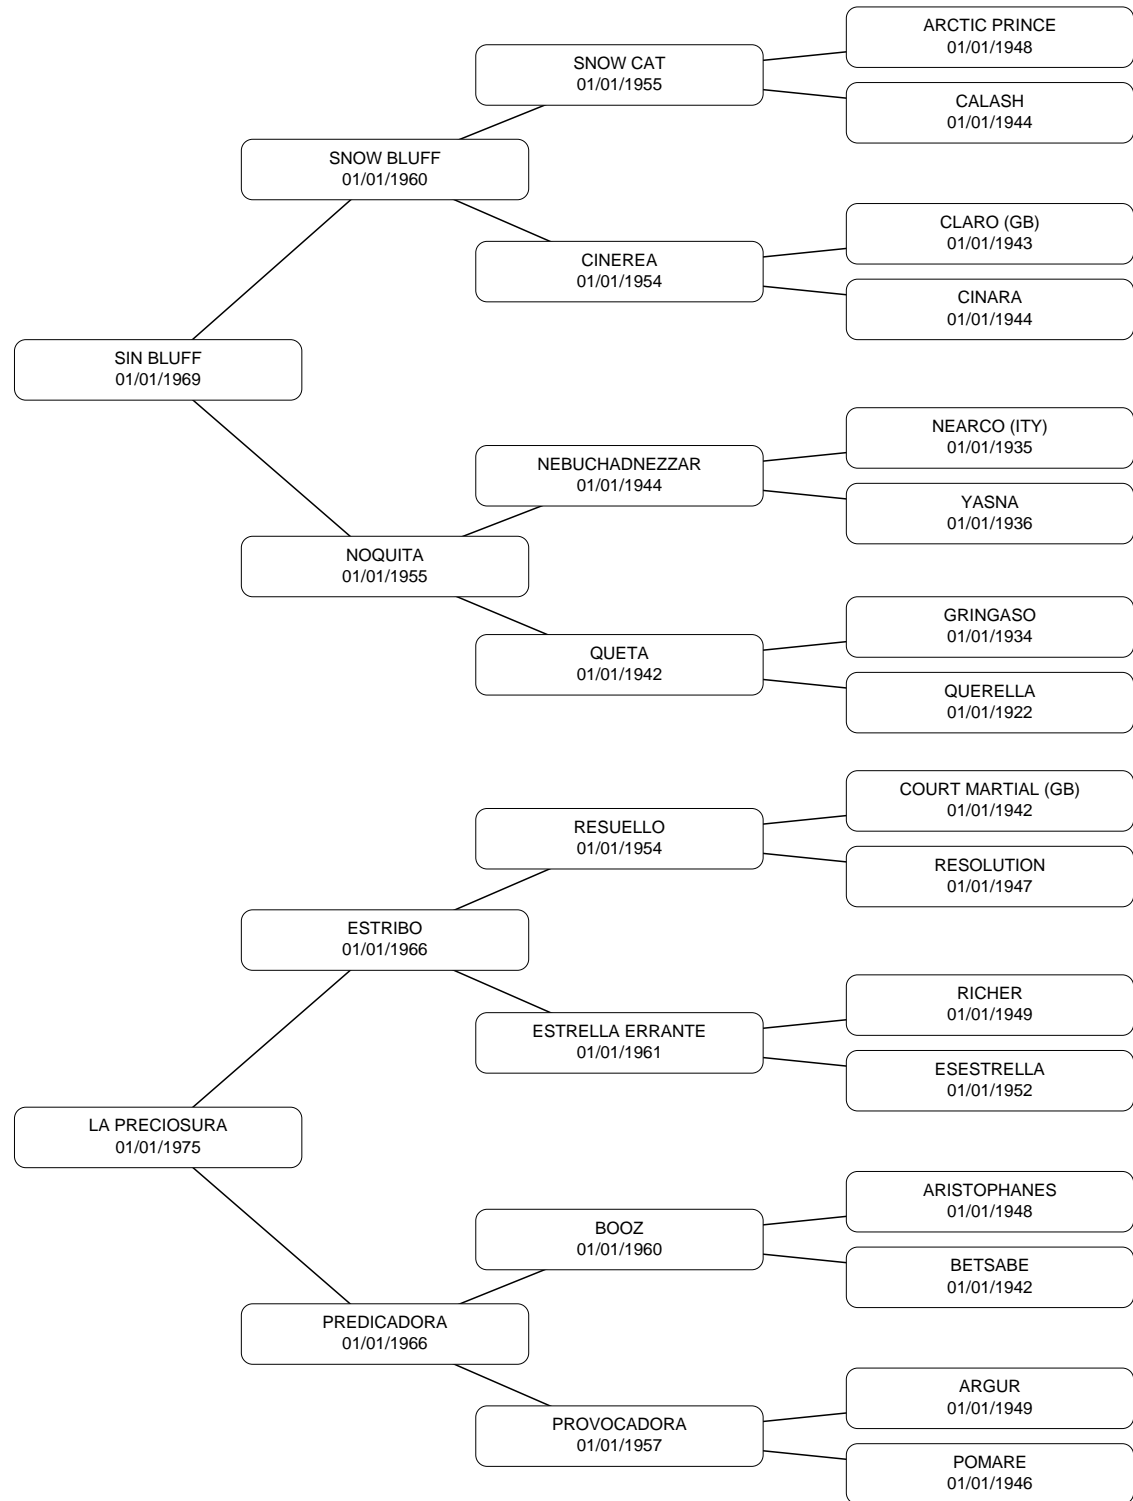 ARCTIC PRINCE
01/01/1948
SNOW CAT
01/01/1955
CALASH
01/01/1944
SNOW BLUFF
01/01/1960
CLARO (GB)
01/01/1943
CINEREA
01/01/1954
CINARA
01/01/1944
SIN BLUFF
01/01/1969
NEARCO (ITY)
01/01/1935
NEBUCHADNEZZAR
01/01/1944
YASNA
01/01/1936
NOQUITA
01/01/1955
GRINGASO
01/01/1934
QUETA
01/01/1942
QUERELLA
01/01/1922
COURT MARTIAL (GB)
01/01/1942
RESUELLO
01/01/1954
RESOLUTION
01/01/1947
ESTRIBO
01/01/1966
RICHER
01/01/1949
ESTRELLA ERRANTE
01/01/1961
ESESTRELLA
01/01/1952
LA PRECIOSURA
01/01/1975
ARISTOPHANES
01/01/1948
BOOZ
01/01/1960
BETSABE
01/01/1942
PREDICADORA
01/01/1966
ARGUR
01/01/1949
PROVOCADORA
01/01/1957
POMARE
01/01/1946